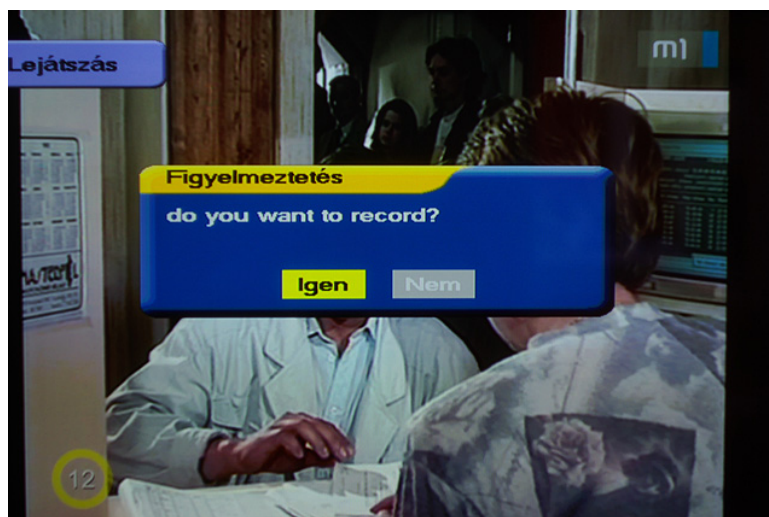 Lejátszás
m1
Figyelmeztetés
do you want to record?
Igen Nem
12